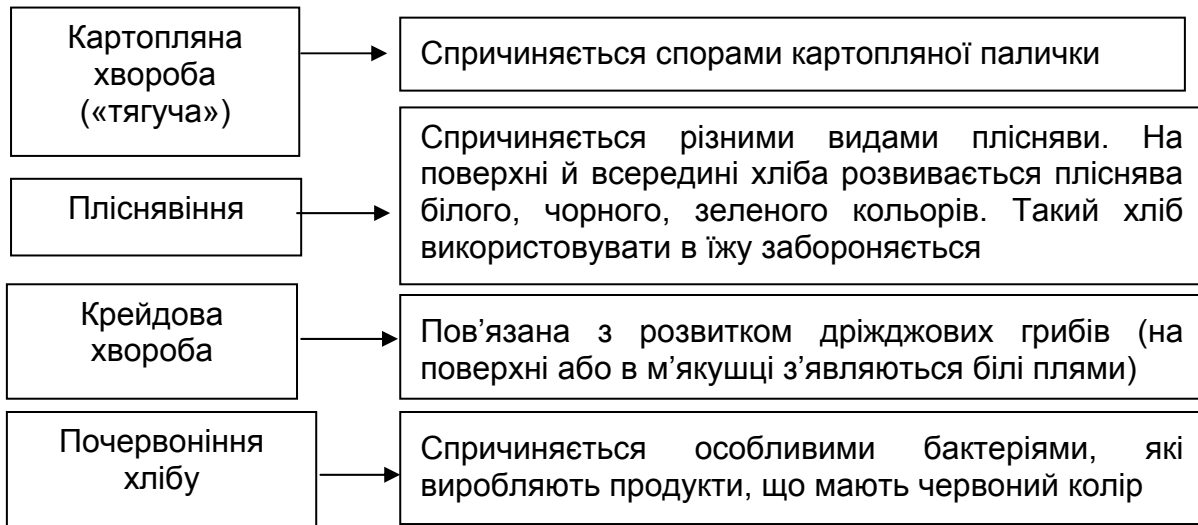 Картопляна
хвороба
(«тягуча»)
Спричиняється спорами картопляної палички
Пліснявіння
Спричиняється різними видами плісняви. На
поверхні й всередині хліба розвивається пліснява
білого, чорного, зеленого кольорів. Такий хліб
використовувати в їжу забороняється
Крейдова
хвороба
Пов’язана з розвитком дріжджових грибів (на
поверхні або в м’якушці з’являються білі плями)
Почервоніння
хлібу
Спричиняється особливими бактеріями, які
виробляють продукти, що мають червоний колір